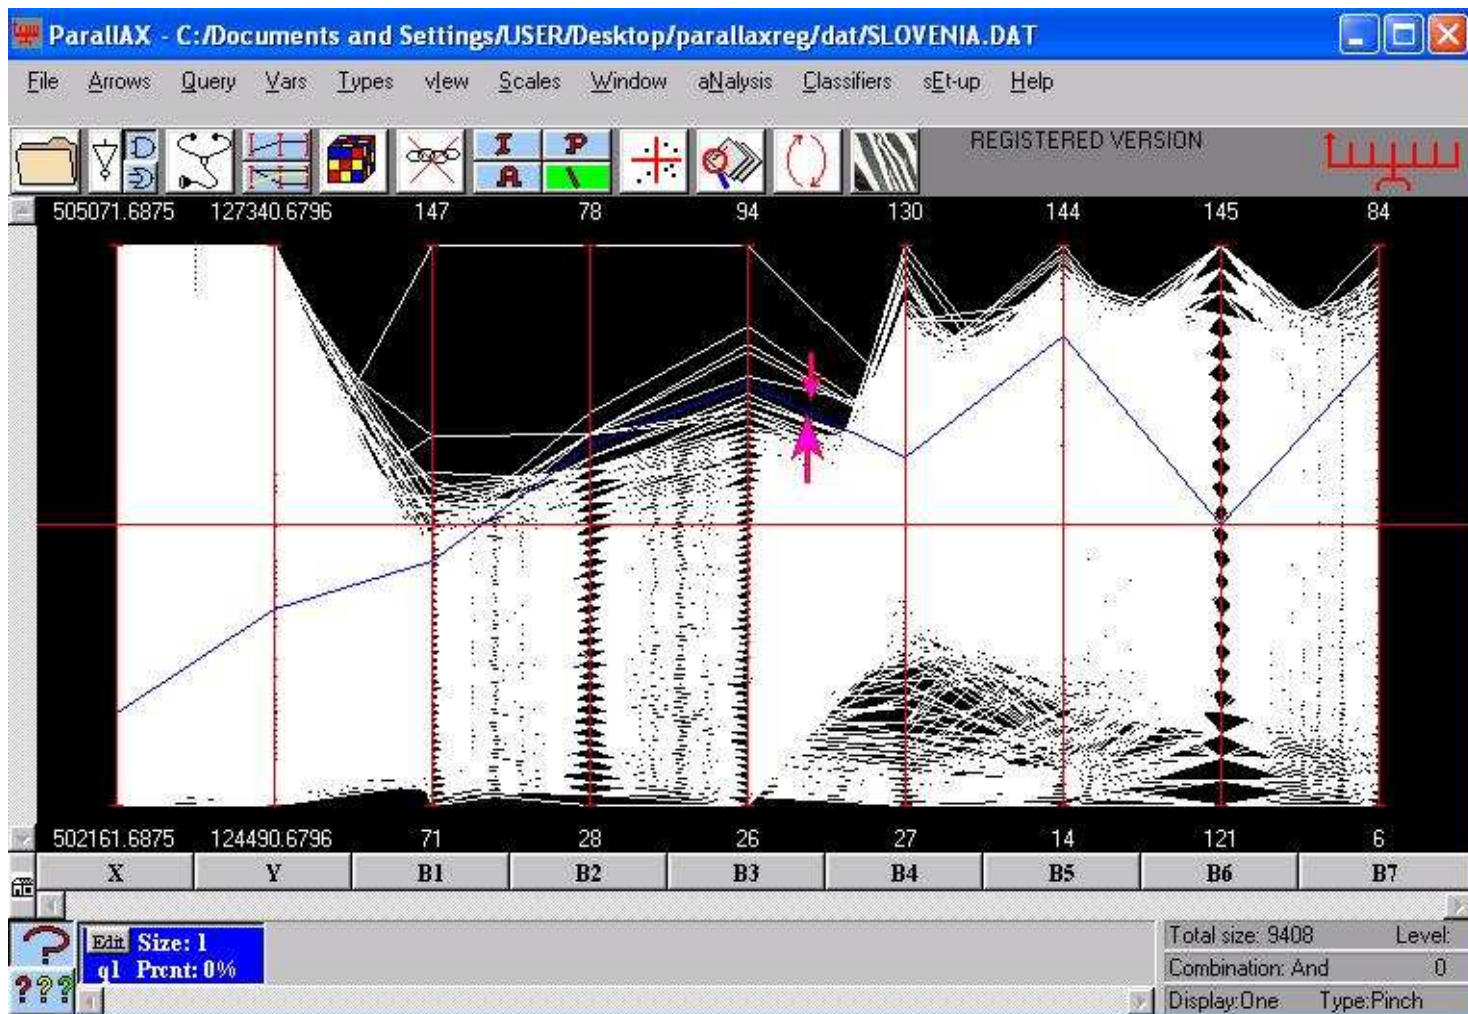 ParallAX - C:/Documents and Settings/USER/Desktop/parallaxreg/dat/SLOVENIA.DAT
File Arrows Query Vars Types vIew Scales Window aNalysis Classifiers sEt-up Help
I P
A \
REGISTERED VERSION
505071.6875 127340.6796 147 78 94 130 144 145 84
502161.6875 124490.6796 71 28 26 27 14 121 6
X Y B1 B2 B3 B4 B5 B6 B7
? Edit Size: 1
q1 Prcnt: 0%
???
Total size: 9408 Level:
Combination: And 0
Display:One Type:Pinch